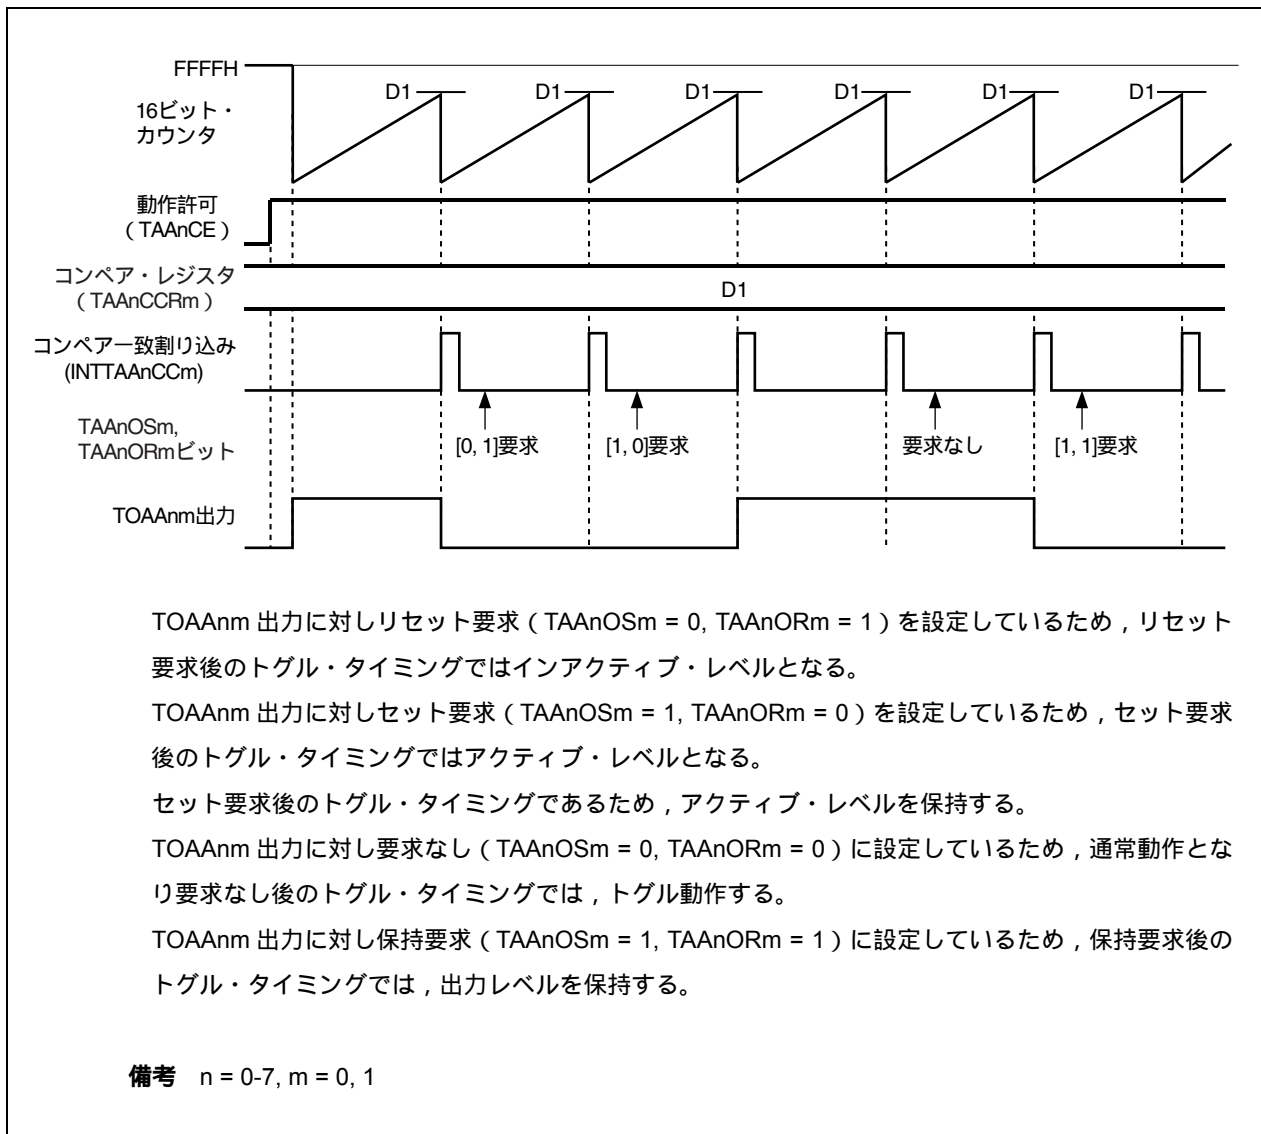 FFFFH
16ビット・
カウンタ
D1 D1 D1 D1 D1 D1
動作許可
（TAAnCE）
コンペア・レジスタ
（TAAnCCRm）
D1
コンペア一致割り込み
(INTTAAnCCm)
TAAnOSm,
TAAnORmビット
[0, 1]要求 [1, 0]要求 要求なし [1, 1]要求
TOAAnm出力
TOAAnm 出力に対しリセット要求（TAAnOSm = 0, TAAnORm = 1）を設定しているため，リセット
要求後のトグル・タイミングではインアクティブ・レベルとなる。
TOAAnm 出力に対しセット要求（TAAnOSm = 1, TAAnORm = 0）を設定しているため，セット要求
後のトグル・タイミングではアクティブ・レベルとなる。
セット要求後のトグル・タイミングであるため，アクティブ・レベルを保持する。
TOAAnm 出力に対し要求なし（TAAnOSm = 0, TAAnORm = 0）に設定しているため，通常動作とな
り要求なし後のトグル・タイミングでは，トグル動作する。
TOAAnm 出力に対し保持要求（TAAnOSm = 1, TAAnORm = 1）に設定しているため，保持要求後の
トグル・タイミングでは，出力レベルを保持する。
備考 n = 0-7, m = 0, 1